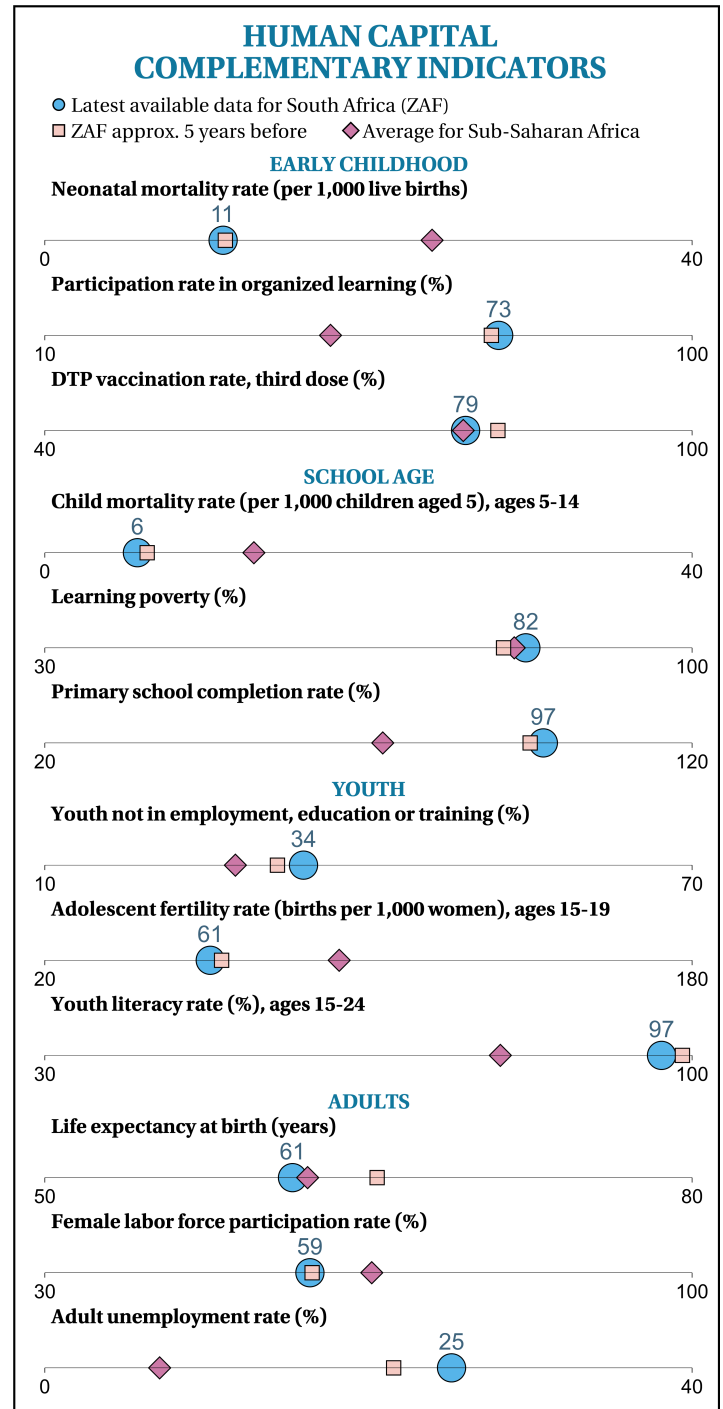 HUMAN CAPITAL
COMPLEMENTARY INDICATORS
Latest available data for South Africa (ZAF)
ZAF approx. 5 years before Average for Sub-Saharan Africa
EARLY CHILDHOOD
Neonatal mortality rate (per 1,000 live births)
11
0 40
Participation rate in organized learning (%)
73
10 100
DTP vaccination rate, third dose (%)
79
40 100
SCHOOL AGE
Child mortality rate (per 1,000 children aged 5), ages 5-14
6
0 40
Learning poverty (%)
82
30 100
Primary school completion rate (%)
97
20 120
YOUTH
Youth not in employment, education or training (%)
34
10 70
Adolescent fertility rate (births per 1,000 women), ages 15-19
61
20 180
Youth literacy rate (%), ages 15-24
97
30 100
ADULTS
Life expectancy at birth (years)
61
50 80
Female labor force participation rate (%)
59
30 100
Adult unemployment rate (%)
25
0 40